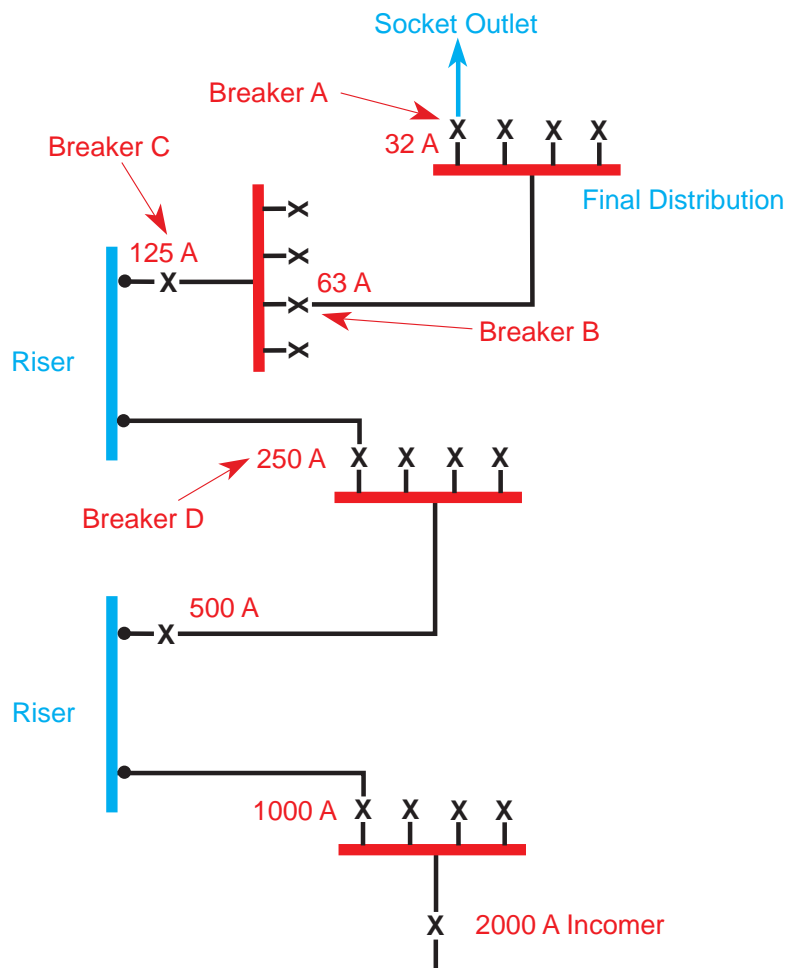 Socket Outlet
Breaker A
X X X X
32 A
Breaker C
Final Distribution
X
X
125 A
X
63 A
X
Breaker B
X
Riser
250 A
X X X X
Breaker D
500 A
X
Riser
1000 A
X X X X
X
2000 A Incomer